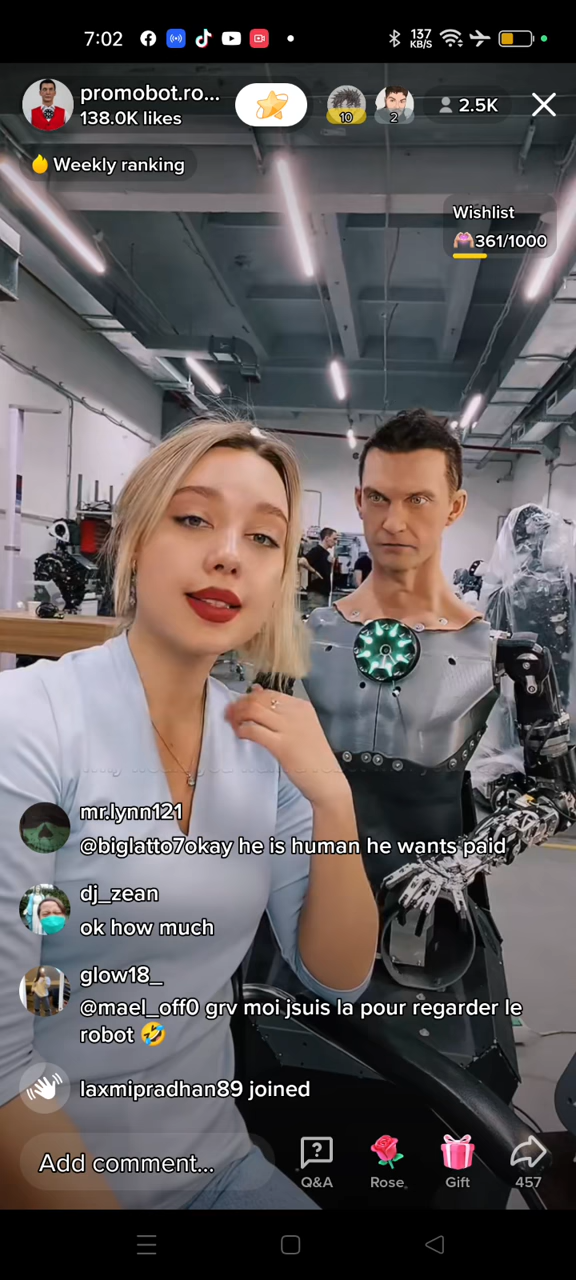 7:02
137
KB/S
promobot.ro...
138.0K likes
10
2
2.5K
Weekly ranking
Wishlist
361/1000
mr.lynn121
@biglatto7okay he is human he wants paid
dj_zean
ok how much
glow18_
@mael_off0 grv moi jsuis la pour regarder le
robot 🤣
laxmipradhan89 joined
Add comment...
Q&A
Rose
Gift
457